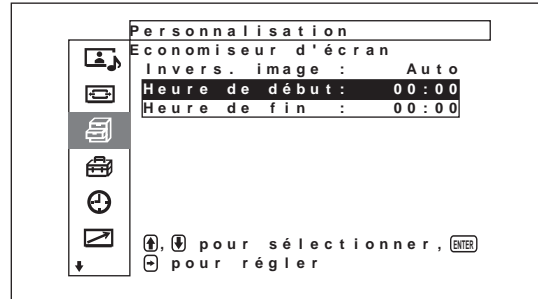 Personnalisation
Economiseur d'écran
Invers. image : Auto
Heure de début: 00:00
Heure de fin : 00:00
, pour sélectionner, ENTER
pour régler